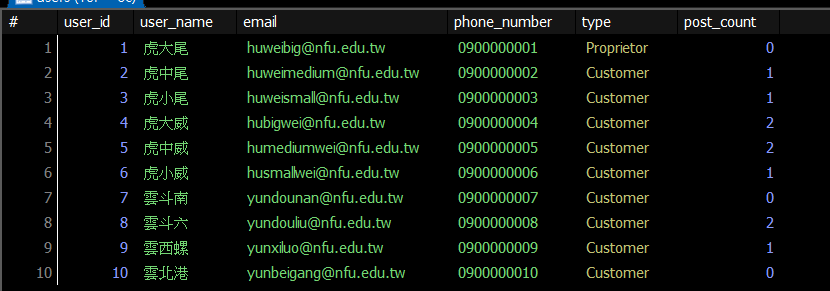 # user_id user_name email phone_number type post_count
1 1 虎大尾 huweibig@nfu.edu.tw 0900000001 Proprietor 0
2 2 虎中尾 huweimedium@nfu.edu.tw 0900000002 Customer 1
3 3 虎小尾 huweismall@nfu.edu.tw 0900000003 Customer 1
4 4 虎大威 hubigwei@nfu.edu.tw 0900000004 Customer 2
5 5 虎中威 humediumwei@nfu.edu.tw 0900000005 Customer 2
6 6 虎小威 husmallwei@nfu.edu.tw 0900000006 Customer 1
7 7 雲斗南 yundounan@nfu.edu.tw 0900000007 Customer 0
8 8 雲斗六 yundouliu@nfu.edu.tw 0900000008 Customer 2
9 9 雲西螺 yunxiluo@nfu.edu.tw 0900000009 Customer 1
10 10 雲北港 yunbeigang@nfu.edu.tw 0900000010 Customer 0